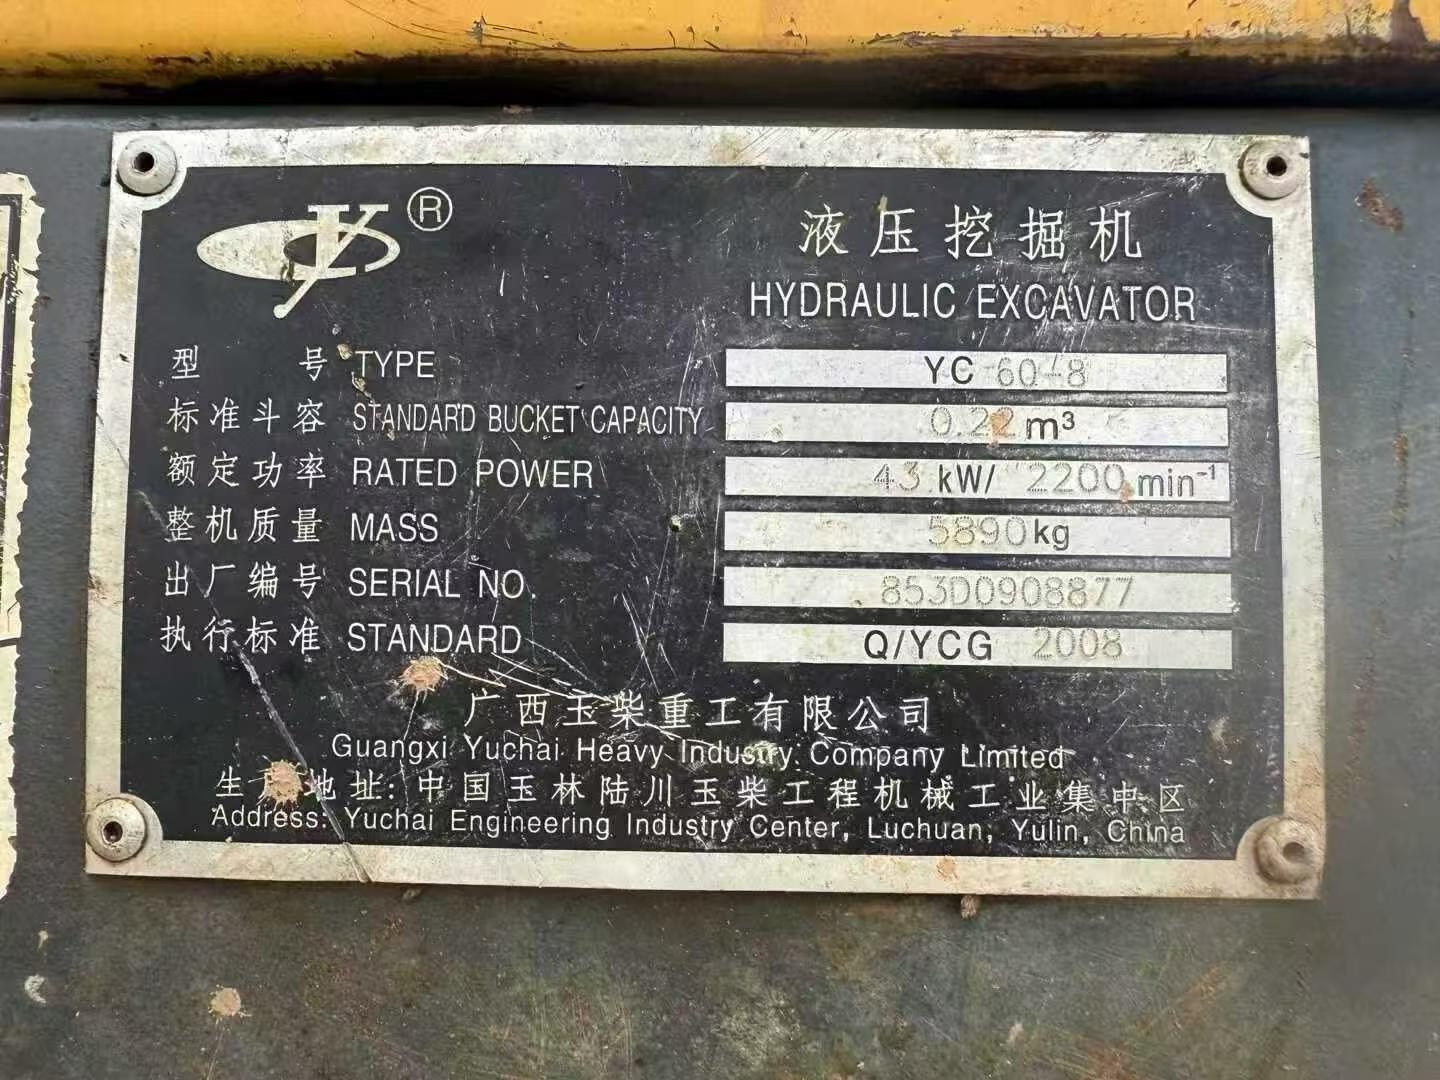 ®
液压挖掘机
HYDRAULIC EXCAVATOR
型 号 TYPE YC 60-8
标准斗容 STANDARD BUCKET CAPACITY 0.22 m³
额定功率 RATED POWER 43 kW/ 2200 min⁻¹
整机质量 MASS 5890kg
出厂编号 SERIAL NO. 853D0908877
执行标准 STANDARD Q/YCG 2008
广西玉柴重工有限公司
Guangxi Yuchai Heavy Industry Company Limited
生产地址:中国玉林陆川玉柴工程机械工业集中区
Address: Yuchai Engineering Industry Center, Luchuan, Yulin, China